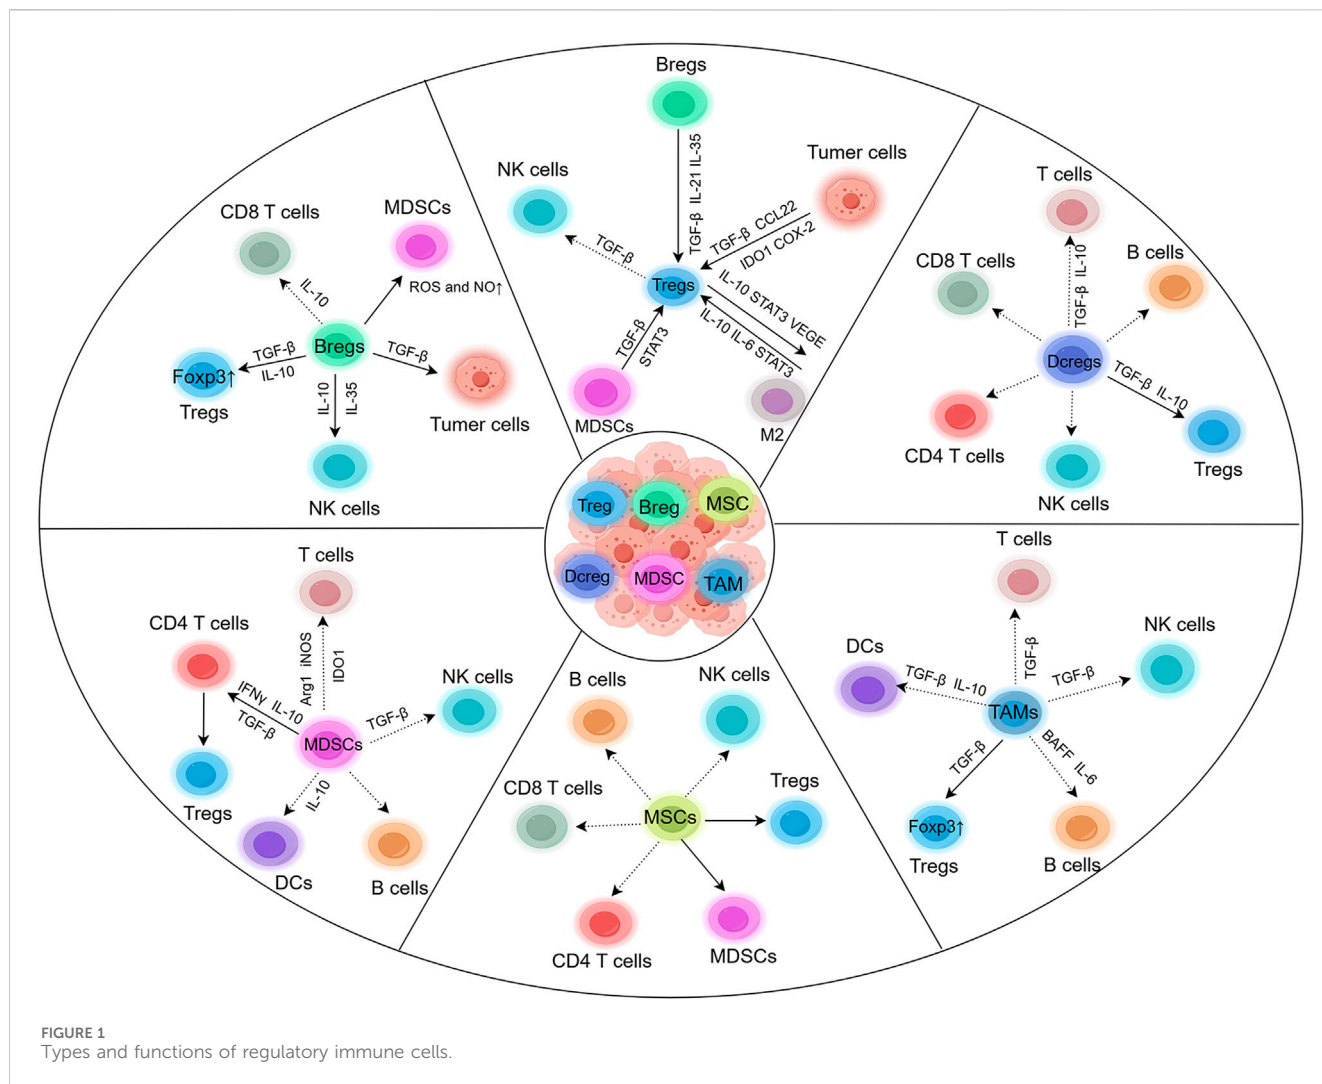 Bregs
NK cells
Tumer cells
TGF-β IL-21 IL-35
TGF-β CCL22
IDO1 COX-2
TGF-β
Tregs
IL-10 STAT3 VEGE
IL-10 IL-6 STAT3
TGF-β
STAT3
MDSCs
M2
CD8 T cells
MDSCs
IL-10
ROS and NO↑
Bregs
TGF-β
IL-10
TGF-β
Foxp3↑
Tregs
IL-10
IL-35
Tumer cells
NK cells
T cells
CD8 T cells
B cells
TGF-β IL-10
Dcregs
TGF-β IL-10
CD4 T cells
NK cells
Tregs
Treg
Breg
MSC
Dcreg
MDSC
TAM
T cells
CD4 T cells
Arg1 iNOS
IDO1
NK cells
IFNγ IL-10
TGF-β
TGF-β
MDSCs
IL-10
Tregs
DCs
B cells
B cells
NK cells
CD8 T cells
Tregs
MSCs
CD4 T cells
MDSCs
T cells
DCs
NK cells
TGF-β
TGF-β IL-10
TGF-β
TAMs
TGF-β
BAFF IL-6
Foxp3↑
Tregs
B cells
FIGURE 1
Types and functions of regulatory immune cells.